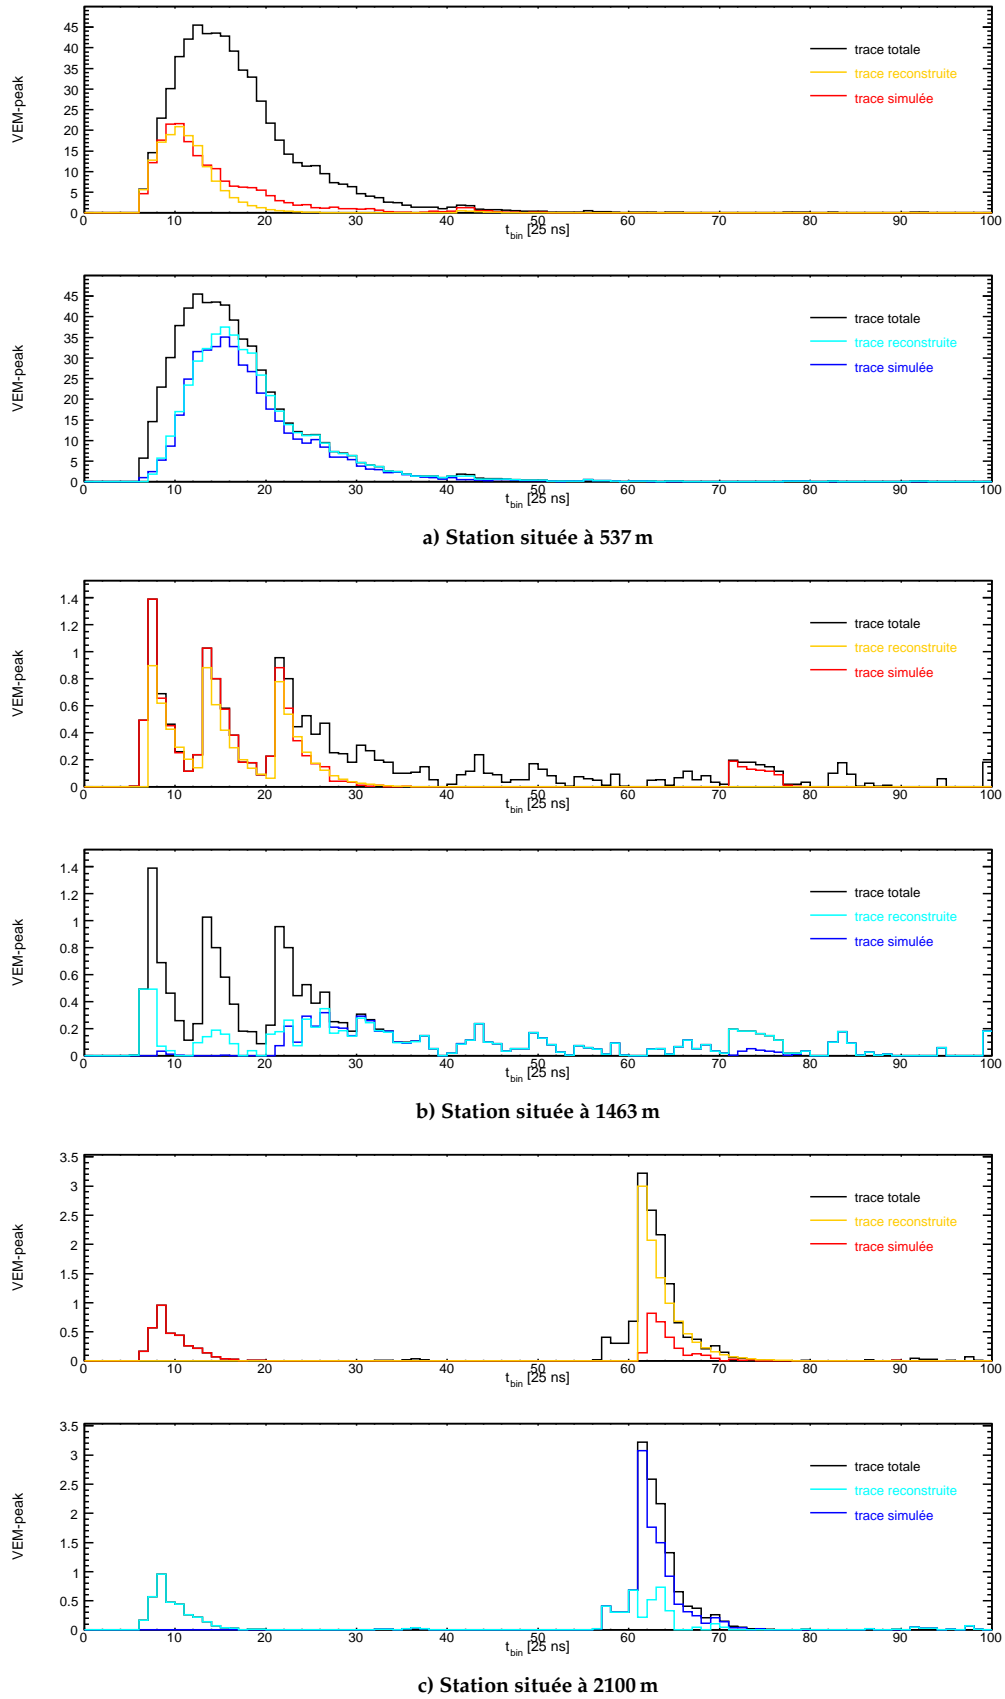 VEM-peak
45
40
35
30
25
20
15
10
5
0
trace totale
trace reconstruite
trace simulée
0 10 20 30 40 50 60 70 80 90 100
t bin [25 ns]
VEM-peak
45
40
35
30
25
20
15
10
5
0
trace totale
trace reconstruite
trace simulée
0 10 20 30 40 50 60 70 80 90 100
t bin [25 ns]
a) Station située à 537 m
VEM-peak
1.4
1.2
1
0.8
0.6
0.4
0.2
0
trace totale
trace reconstruite
trace simulée
0 10 20 30 40 50 60 70 80 90 100
t bin [25 ns]
VEM-peak
1.4
1.2
1
0.8
0.6
0.4
0.2
0
trace totale
trace reconstruite
trace simulée
0 10 20 30 40 50 60 70 80 90 100
t bin [25 ns]
b) Station située à 1463 m
VEM-peak
3.5
3
2.5
2
1.5
1
0.5
0
trace totale
trace reconstruite
trace simulée
0 10 20 30 40 50 60 70 80 90 100
t bin [25 ns]
VEM-peak
3.5
3
2.5
2
1.5
1
0.5
0
trace totale
trace reconstruite
trace simulée
0 10 20 30 40 50 60 70 80 90 100
t bin [25 ns]
c) Station située à 2100 m